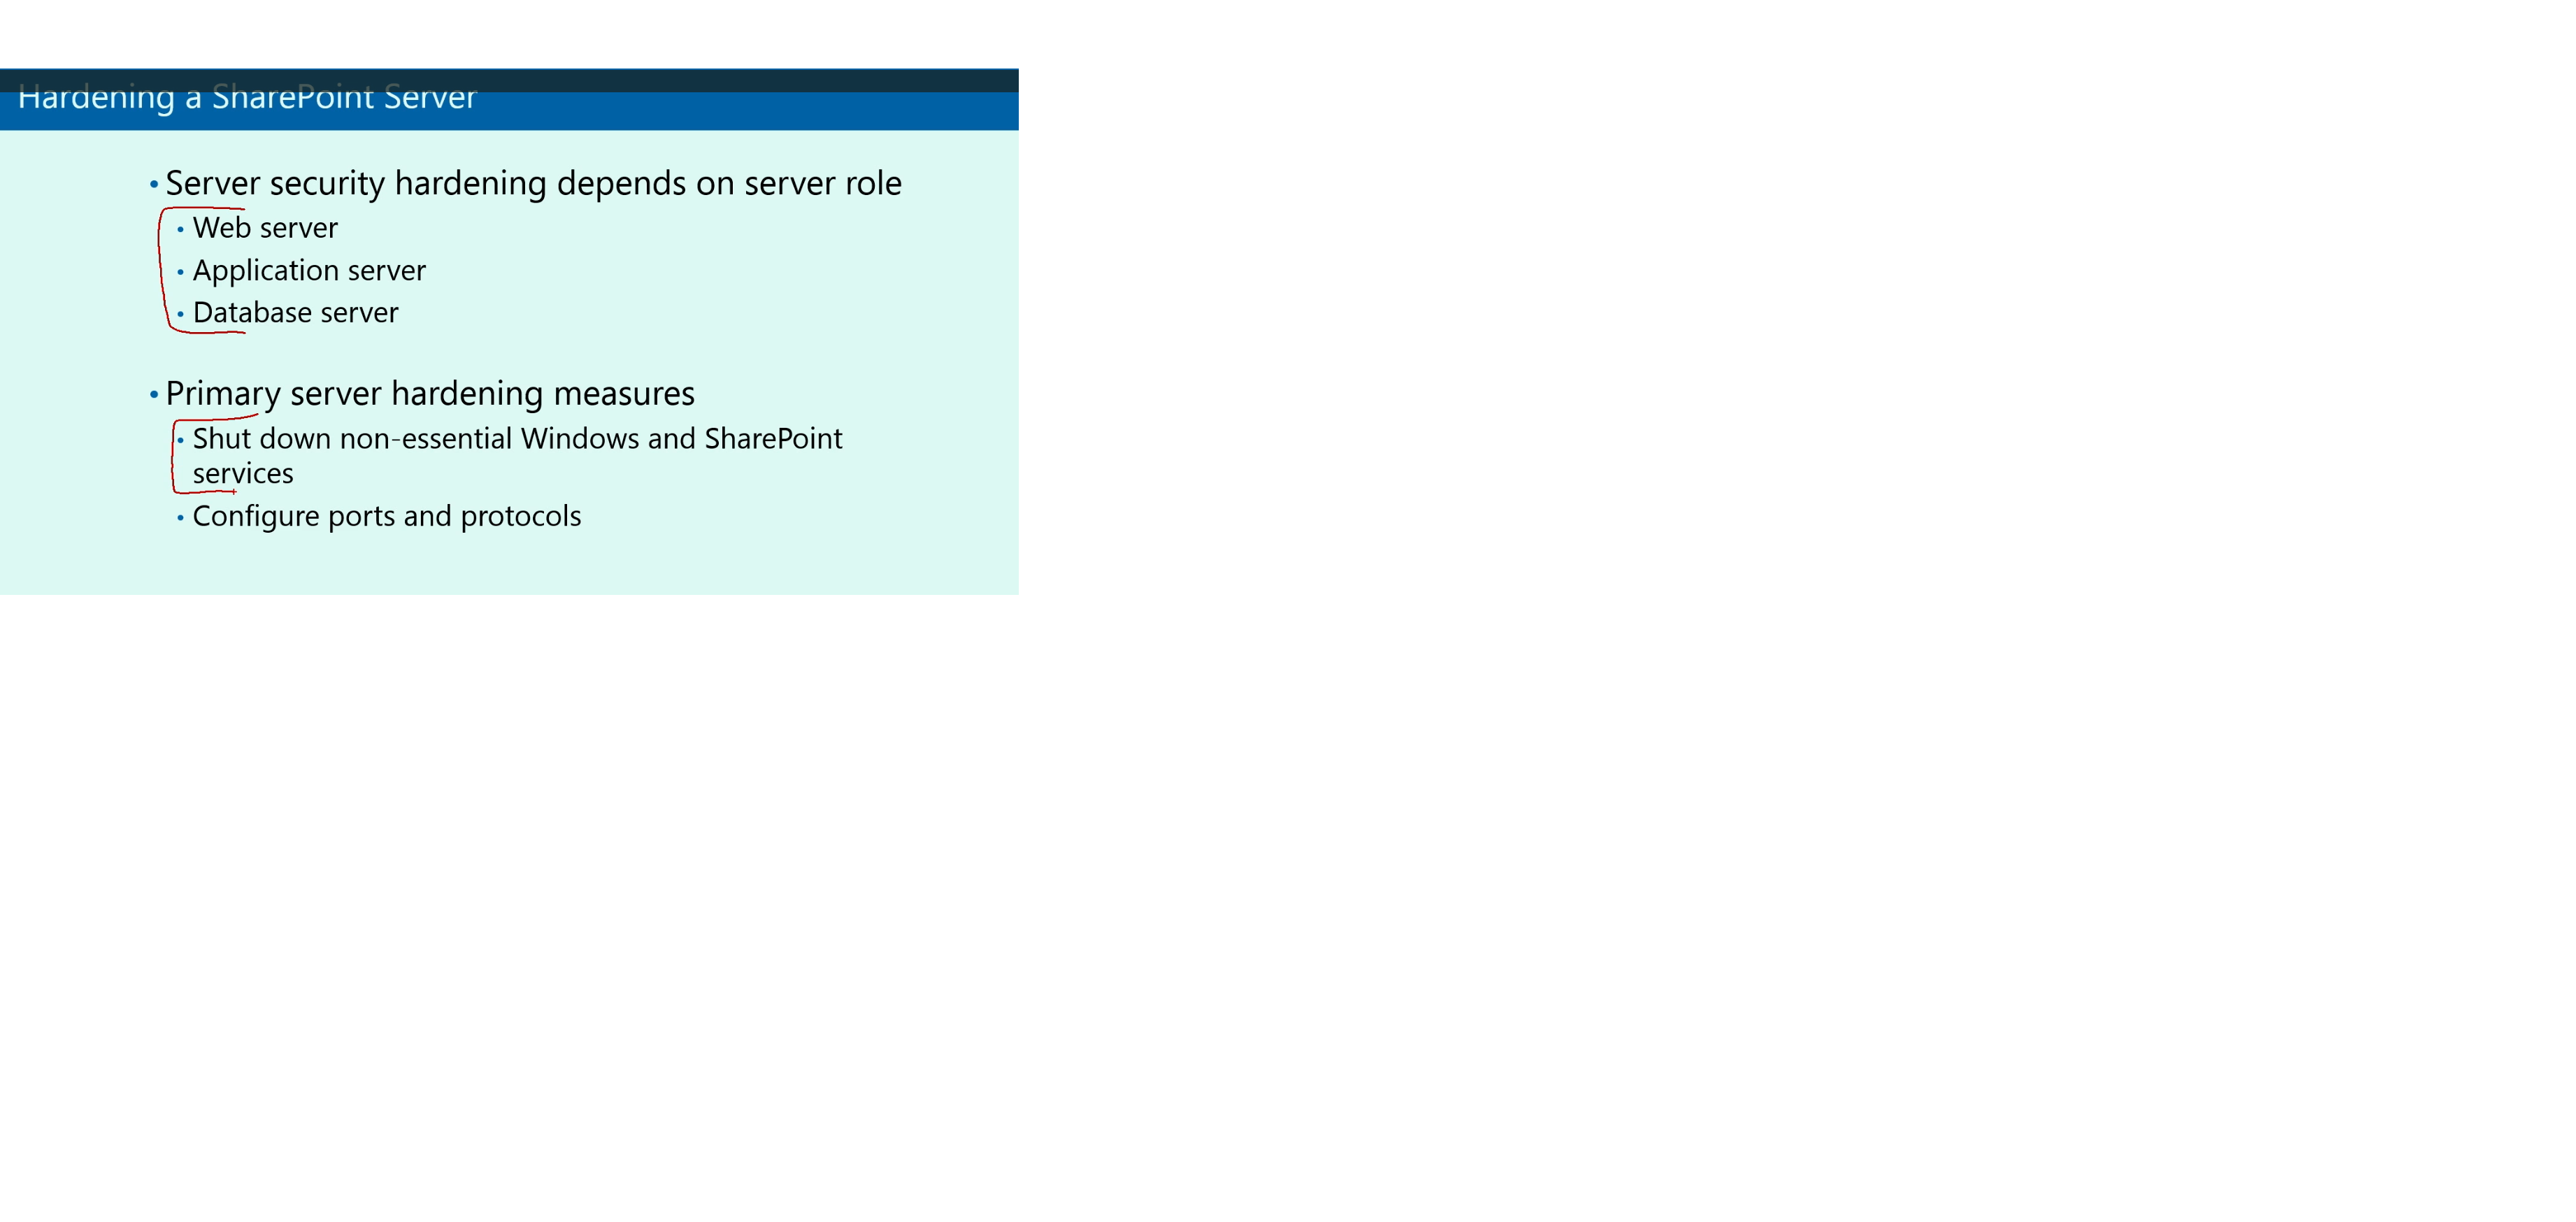 Hardening a SharePoint Server
• Server security hardening depends on server role
• Web server
• Application server
• Database server
• Primary server hardening measures
• Shut down non-essential Windows and SharePoint
services
• Configure ports and protocols